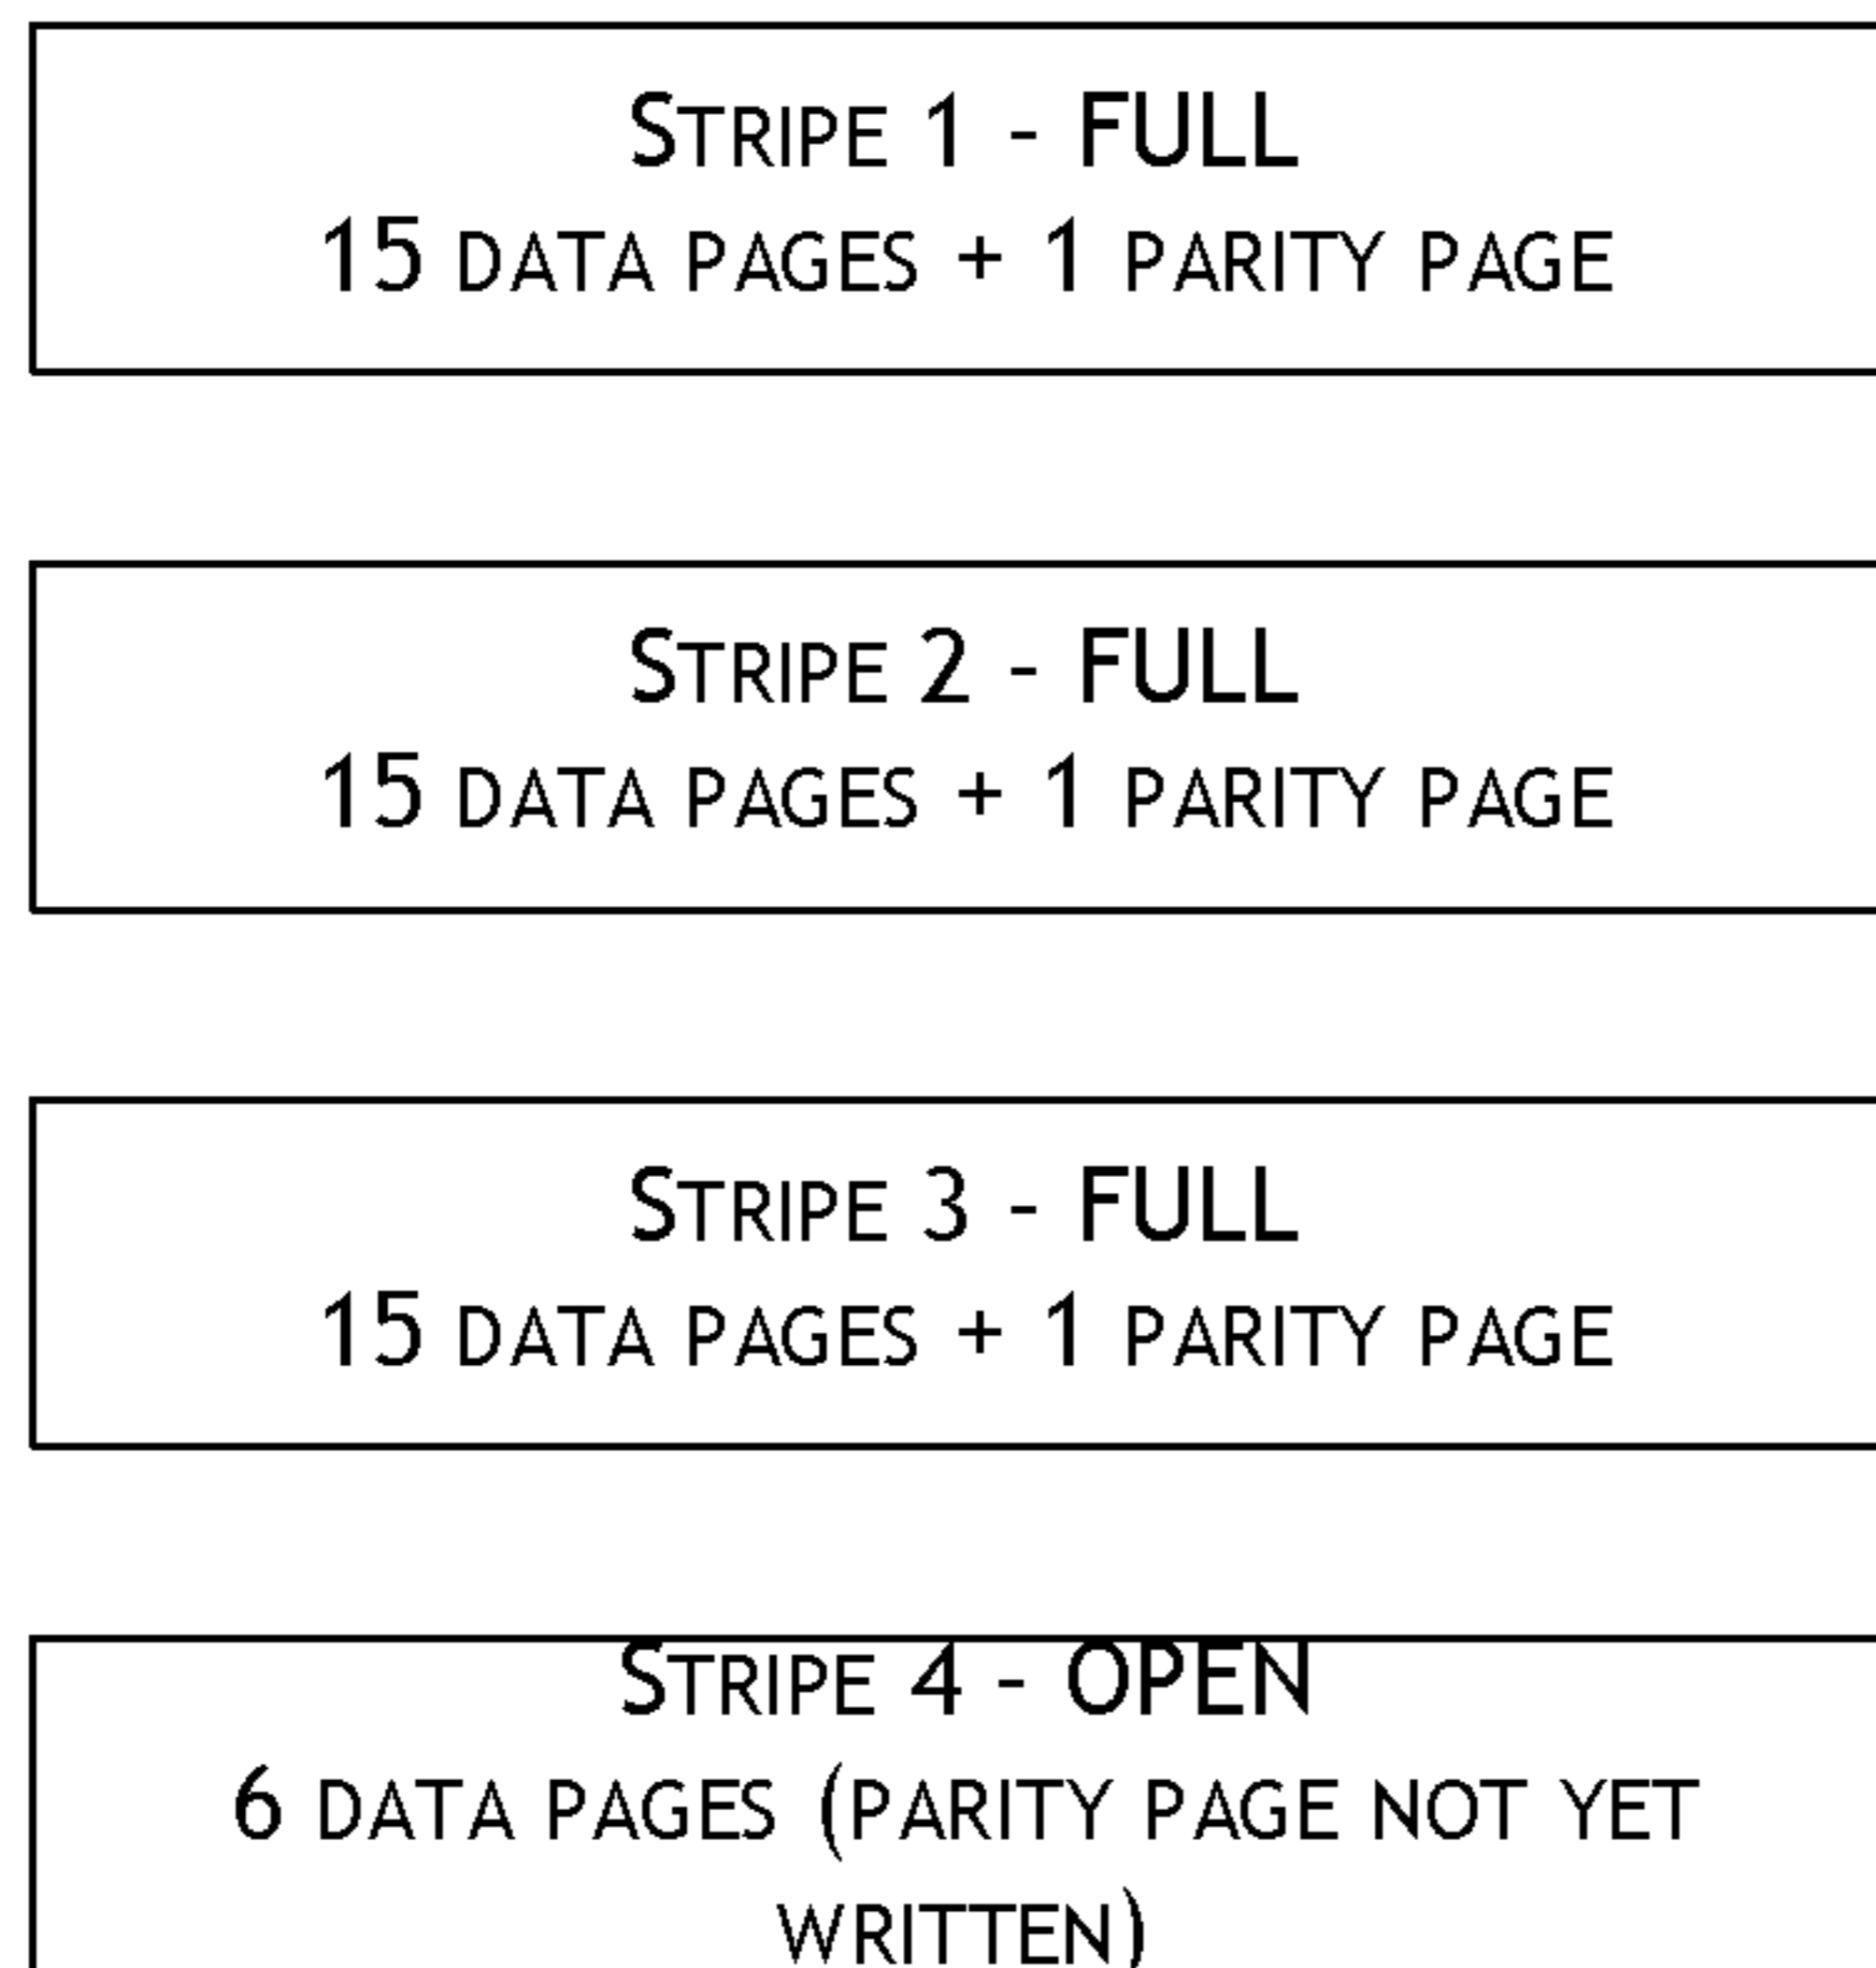 Stripe 1 - FULL
15 data pages + 1 parity page
Stripe 2 - FULL
15 data pages + 1 parity page
Stripe 3 - FULL
15 data pages + 1 parity page
Stripe 4 - OPEN
6 data pages (parity page not yet
written)